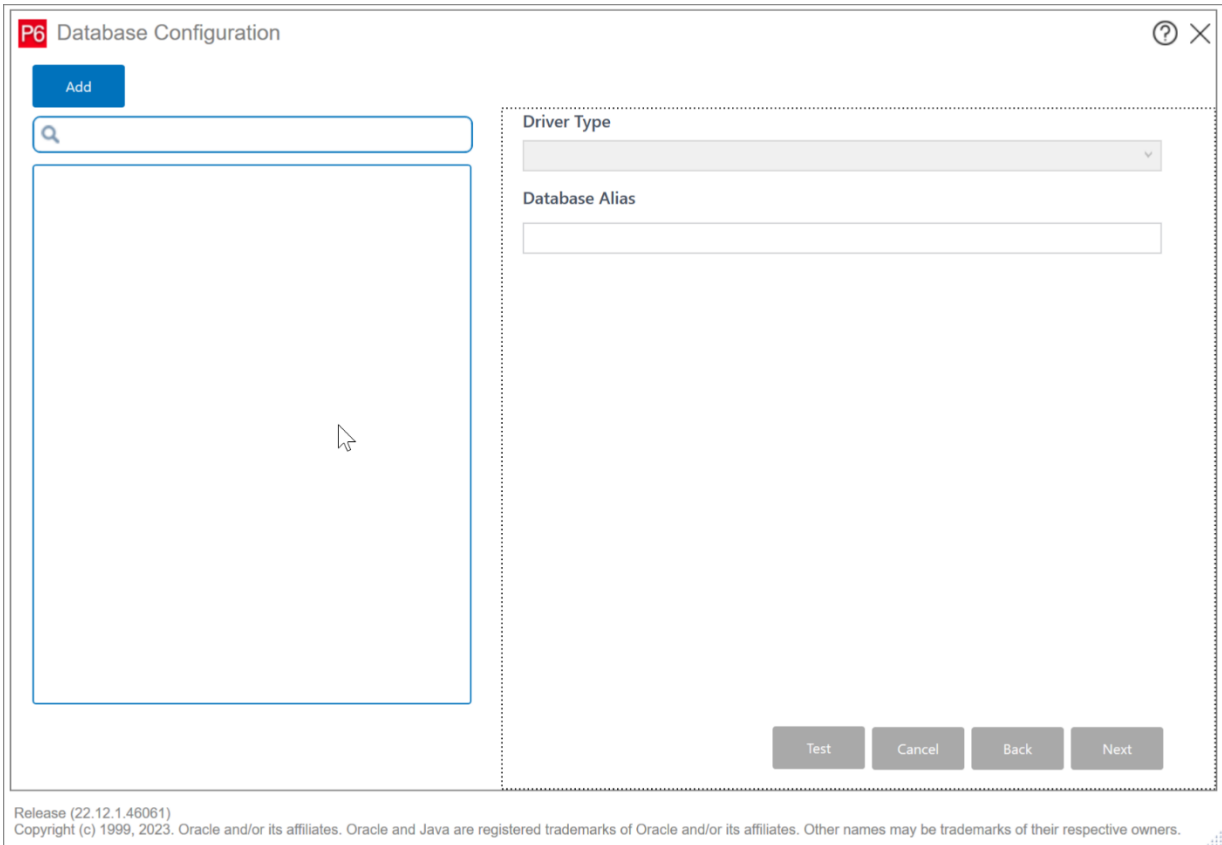 P6 Database Configuration
Add
Driver Type
Database Alias
Test Cancel Back Next
Release (22.12.1.46061)
Copyright (c) 1999, 2023. Oracle and/or its affiliates. Oracle and Java are registered trademarks of Oracle and/or its affiliates. Other names may be trademarks of their respective owners.